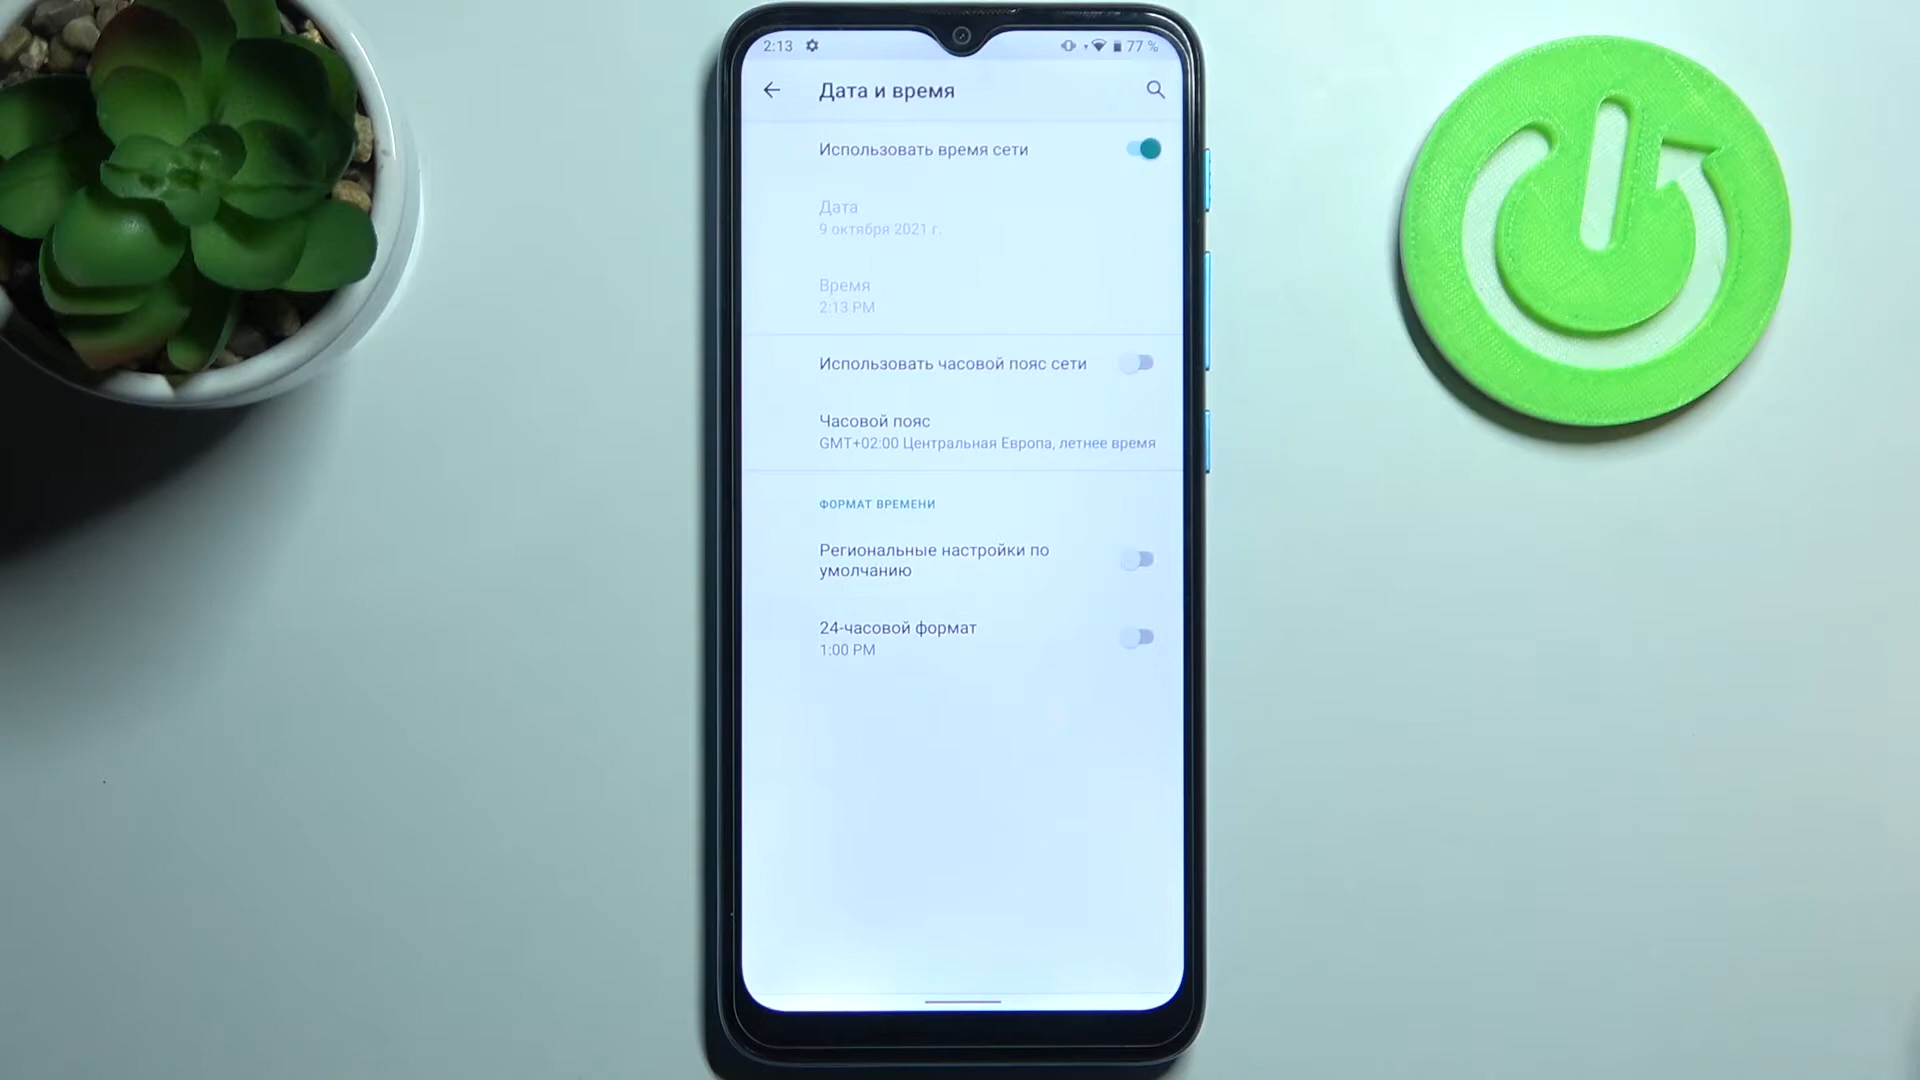 2:13 77 %
Дата и время
Использовать время сети
Дата
9 октября 2021 г.
Время
2:13 PM
Использовать часовой пояс сети
Часовой пояс
GMT+02:00 Центральная Европа, летнее время
ФОРМАТ ВРЕМЕНИ
Региональные настройки по
умолчанию
24-часовой формат
1:00 PM